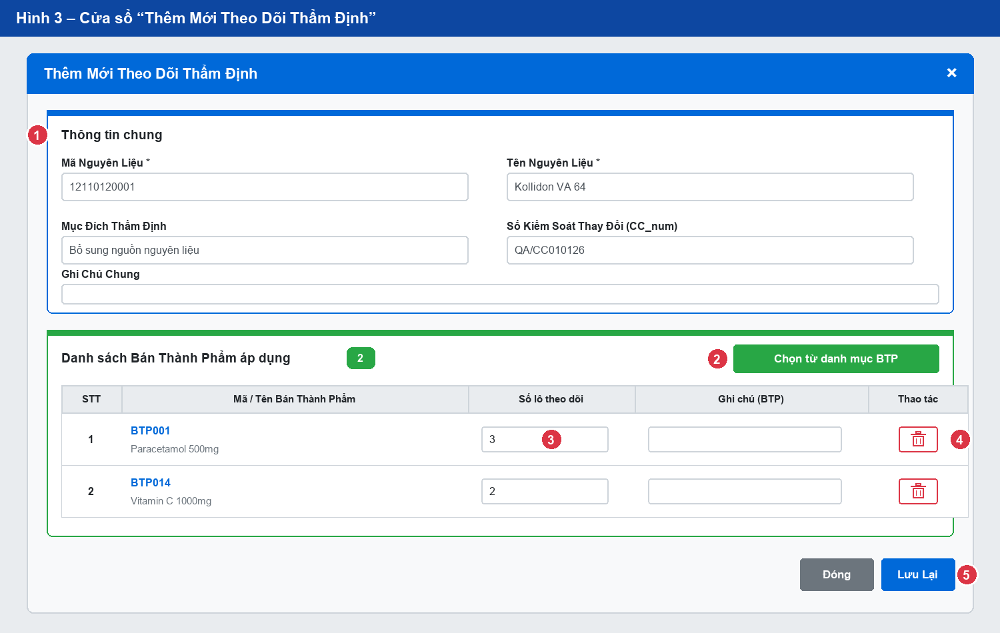 Hình 3 – Cửa sổ “Thêm Mới Theo Dõi Thẩm Định”
Thêm Mới Theo Dõi Thẩm Định ×
1 Thông tin chung
Mã Nguyên Liệu * Tên Nguyên Liệu *
12110120001 Kollidon VA 64
Mục Đích Thẩm Định Số Kiểm Soát Thay Đổi (CC_num)
Bổ sung nguồn nguyên liệu QA/CC010126
Ghi Chú Chung
Danh sách Bán Thành Phẩm áp dụng 2 2 Chọn từ danh mục BTP
STT Mã / Tên Bán Thành Phẩm Số lô theo dõi Ghi chú (BTP) Thao tác
1 BTP001 3 3 4
Paracetamol 500mg
2 BTP014 2
Vitamin C 1000mg
Đóng Lưu Lại 5